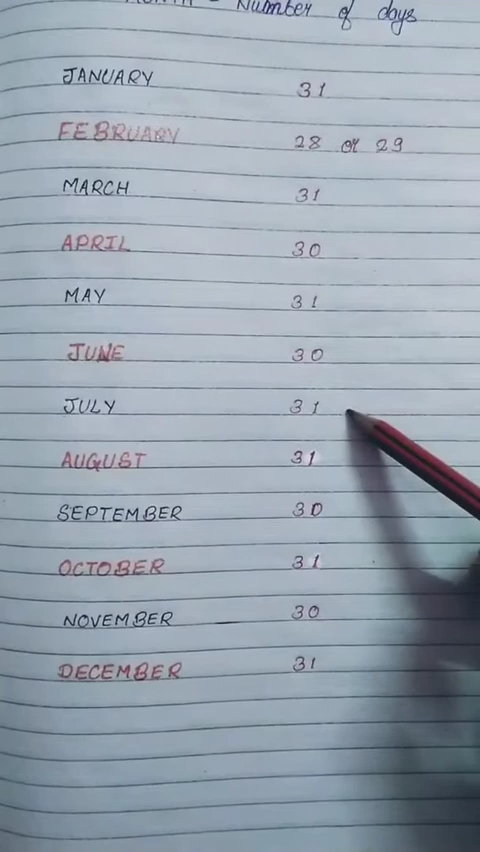 MONTH - Number of days
JANUARY 31
FEBRUARY 28 or 29
MARCH 31
APRIL 30
MAY 31
JUNE 30
JULY 31
AUGUST 31
SEPTEMBER 30
OCTOBER 31
NOVEMBER 30
DECEMBER 31